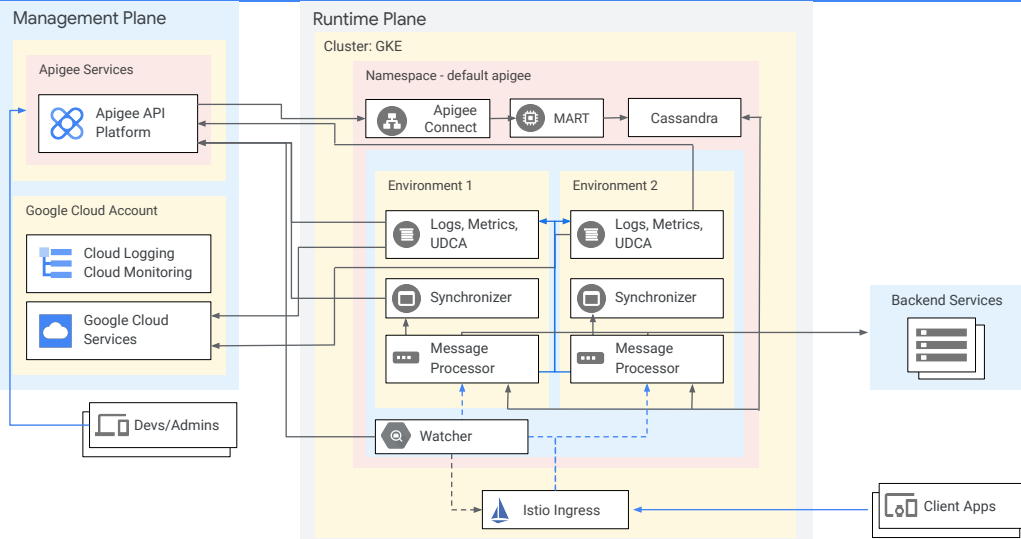 Management Plane
Runtime Plane
Cluster: GKE
Apigee Services
Namespace - default apigee
Apigee API
Platform
Apigee
Connect
MART
Cassandra
Environment 1
Environment 2
Google Cloud Account
Logs, Metrics,
UDCA
Logs, Metrics,
UDCA
Cloud Logging
Cloud Monitoring
Synchronizer
Synchronizer
Backend Services
Google Cloud
Services
Message
Processor
Message
Processor
Devs/Admins
Watcher
Istio Ingress
Client Apps